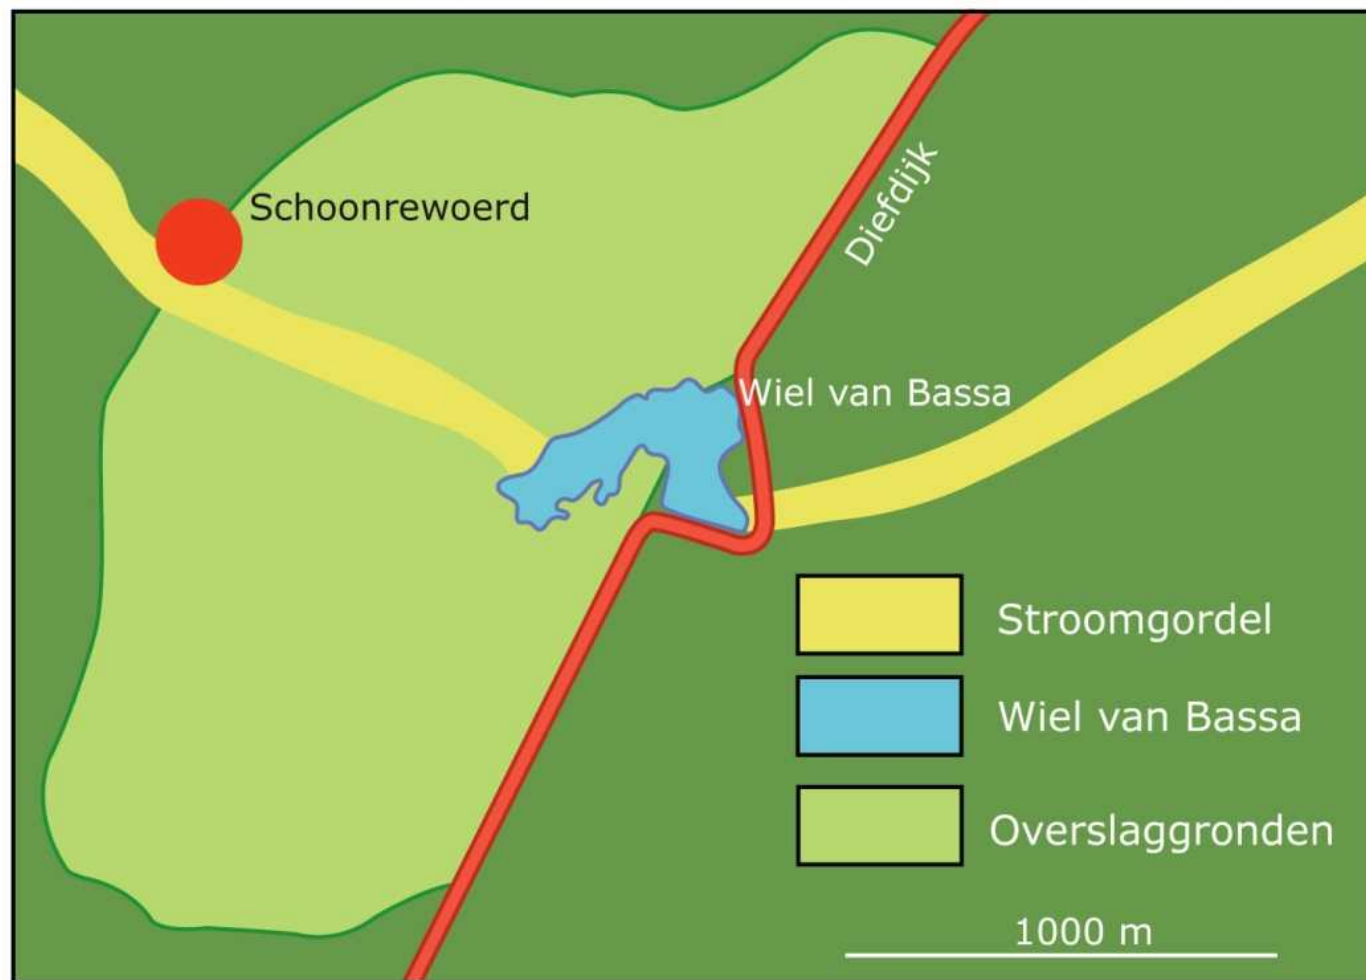 Schoonrewoerd
Diefdijk
Wiel van Bassa
Stroomgordel
Wiel van Bassa
Overslaggronden
1000 m